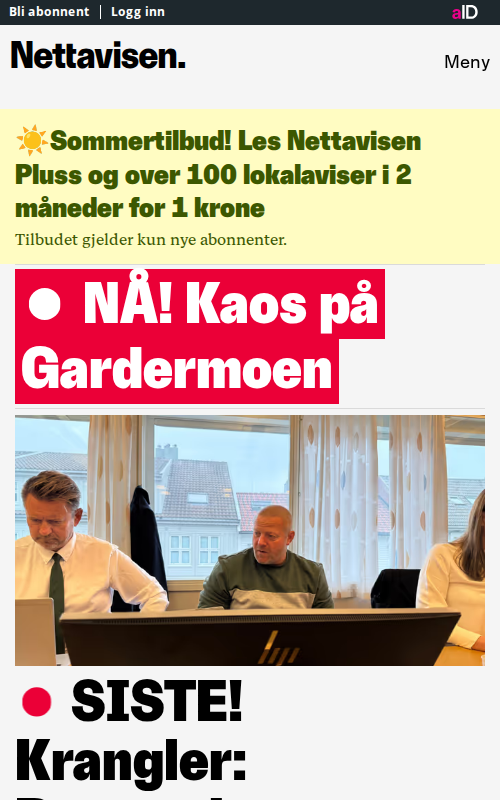 Bli abonnent
Logg inn
aID
Nettavisen.
Meny
Sommertilbud! Les Nettavisen
Pluss og over 100 lokalaviser i 2
måneder for 1 krone
Tilbudet gjelder kun nye abonnenter.
NÅ! Kaos på
Gardermoen
hp
SISTE!
Krangler: